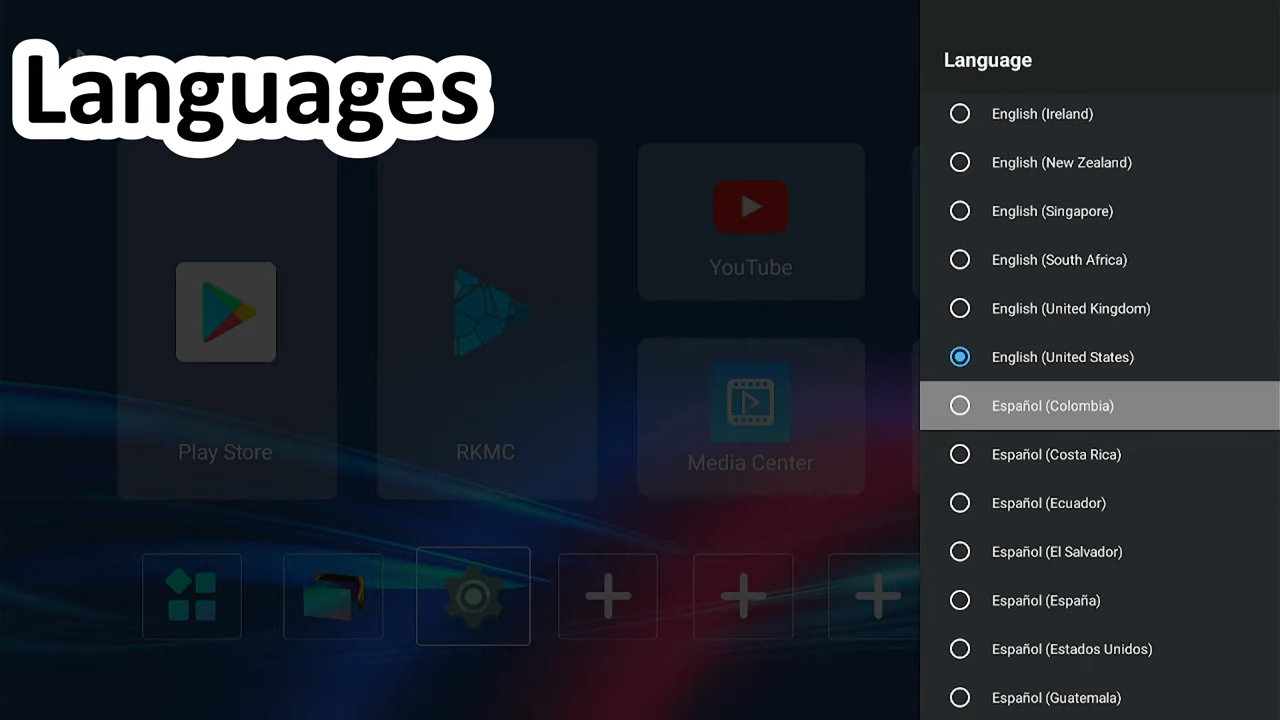 Languages
YouTube
Play Store
RKMC
Media Center
Language
English (Ireland)
English (New Zealand)
English (Singapore)
English (South Africa)
English (United Kingdom)
English (United States)
Español (Colombia)
Español (Costa Rica)
Español (Ecuador)
Español (El Salvador)
Español (España)
Español (Estados Unidos)
Español (Guatemala)